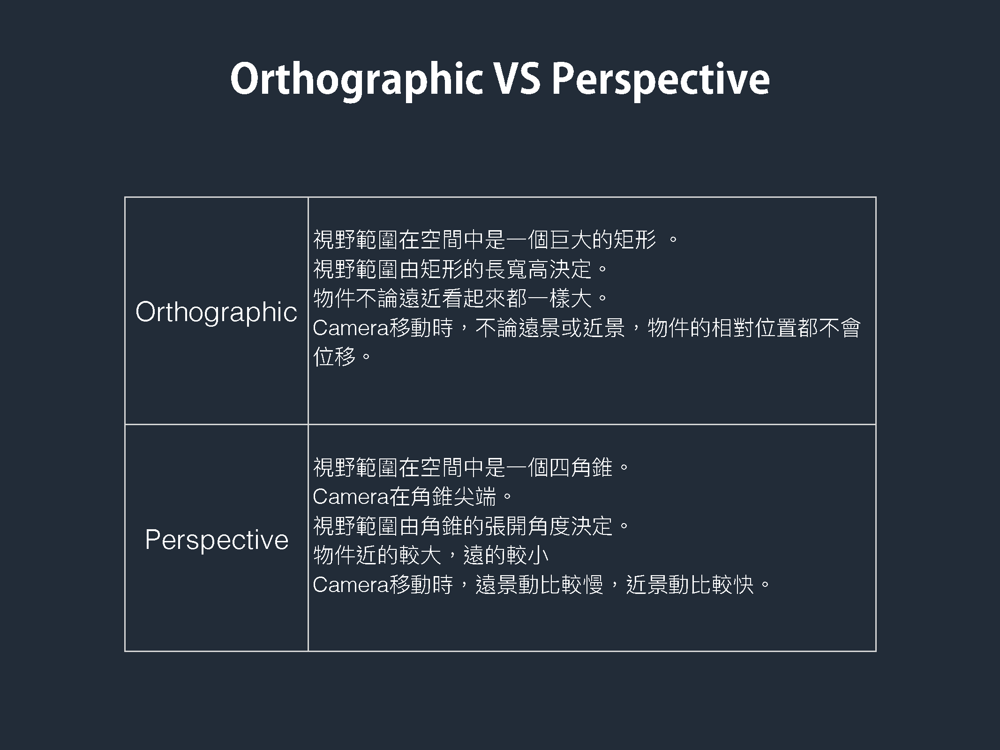 Orthographic VS Perspective
Orthographic
視野範圍在空間中是一個巨大的矩形 。
視野範圍由矩形的長寬高決定。
物件不論遠近看起來都一樣大。
Camera移動時，不論遠景或近景，物件的相對位置都不會
位移。
Perspective
視野範圍在空間中是一個四角錐。
Camera在角錐尖端。
視野範圍由角錐的張開角度決定。
物件近的較大，遠的較小
Camera移動時，遠景動比較慢，近景動比較快。